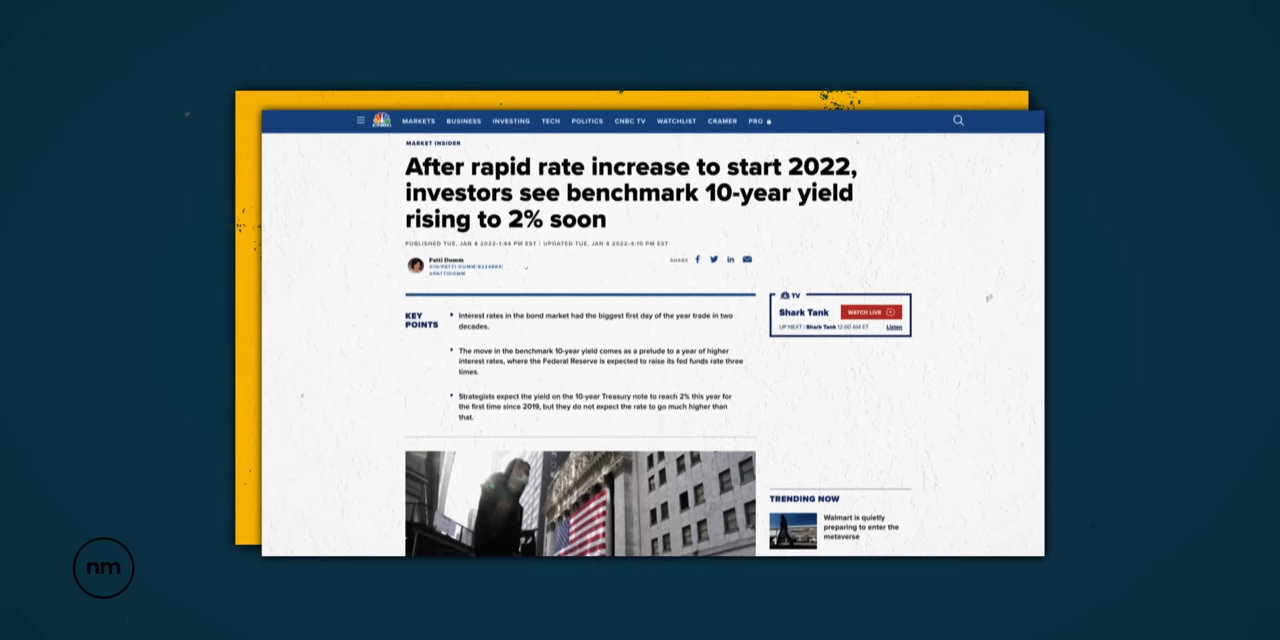 CNBC
MARKETS BUSINESS INVESTING TECH POLITICS CNBC TV WATCHLIST CRAMER PRO
MARKET INSIDER
After rapid rate increase to start 2022,
investors see benchmark 10-year yield
rising to 2% soon
PUBLISHED TUE, JAN 4 2022•1:44 PM EST | UPDATED TUE, JAN 4 2022•4:10 PM EST
Patti Domm
@PATTIDOMM
SHARE
KEY
POINTS
• Interest rates in the bond market had the biggest first day of the year trade in two
decades.
• The move in the benchmark 10-year yield comes as a prelude to a year of higher
interest rates, where the Federal Reserve is expected to raise its fed funds rate three
times.
• Strategists expect the yield on the 10-year Treasury note to reach 2% this year for
the first time since 2019, but they do not expect the rate to go much higher than
that.
TV
Shark Tank
WATCH LIVE
UP NEXT | Shark Tank 12:00 AM ET
Listen
TRENDING NOW
Walmart is quietly
preparing to enter the
metaverse
nm